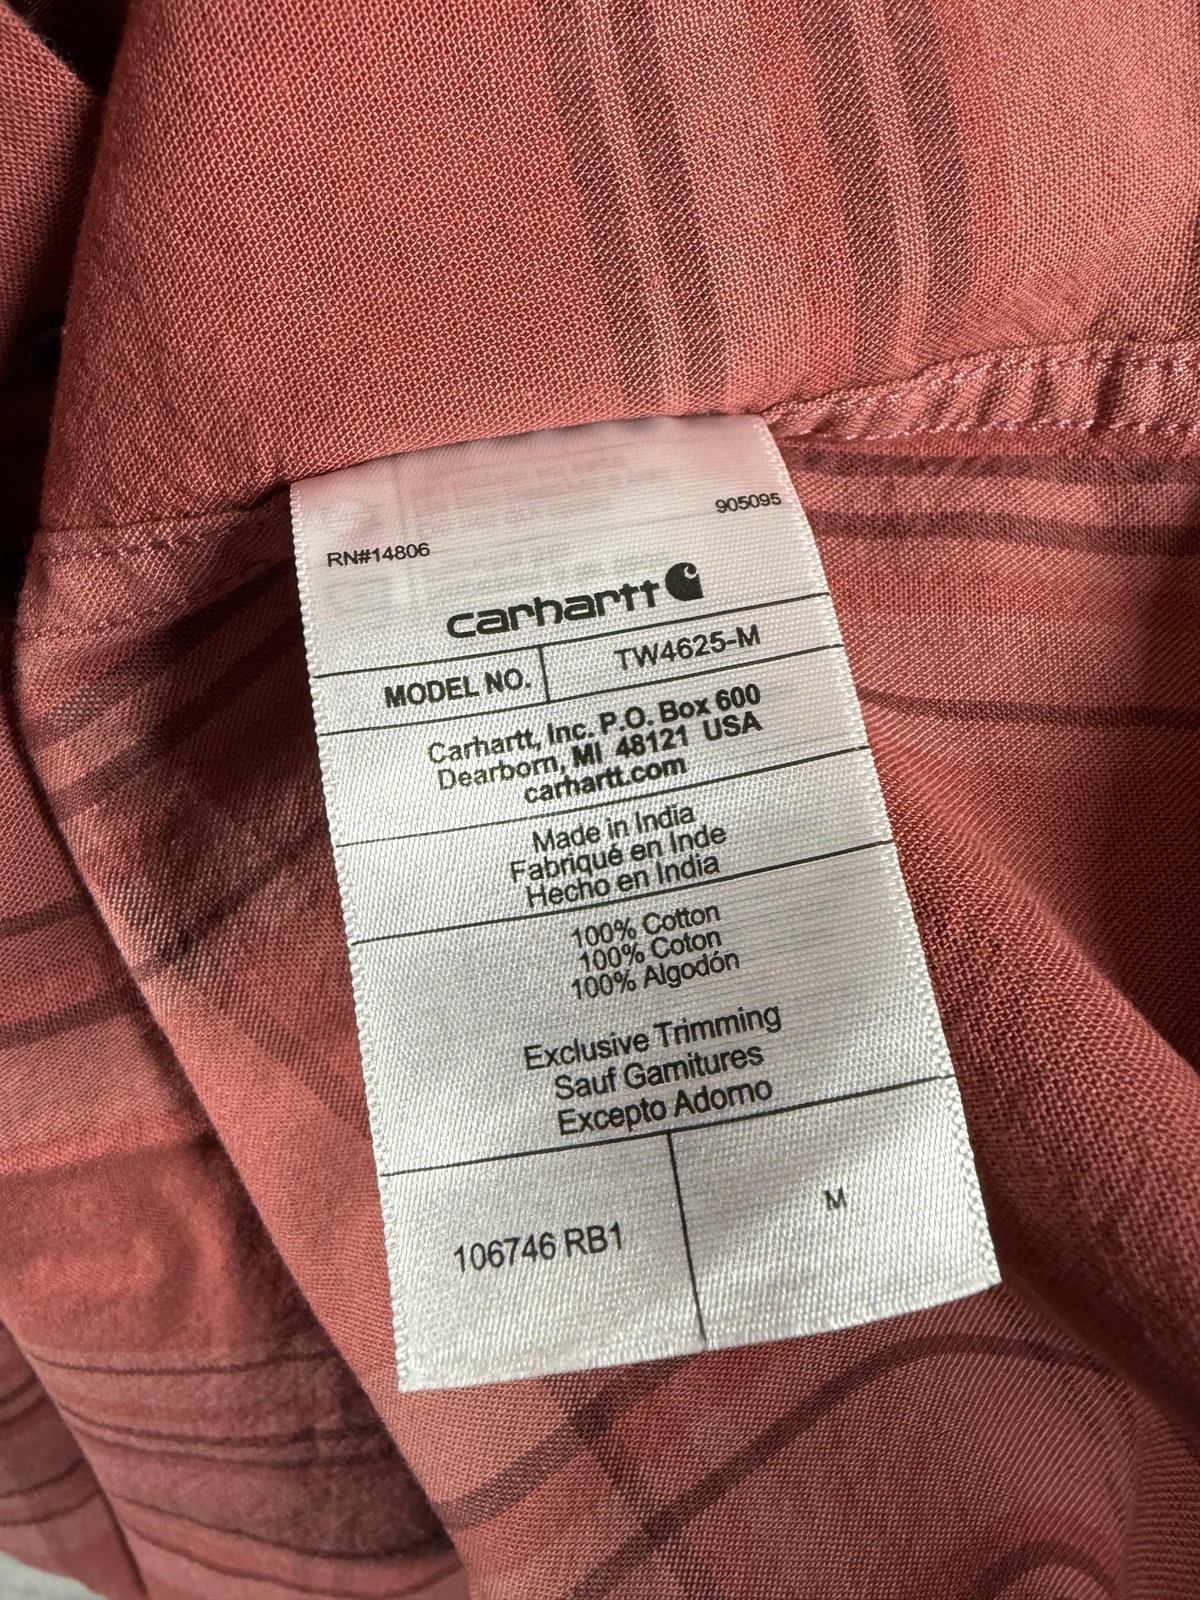 905095
RN#14806
carhartt
MODEL NO. TW4625-M
Carhartt, Inc. P.O. Box 600
Dearborn, MI 48121 USA
carhartt.com
Made in India
Fabriqué en Inde
Hecho en India
100% Cotton
100% Coton
100% Algodón
Exclusive Trimming
Sauf Garnitures
Excepto Adorno
106746 RB1 M